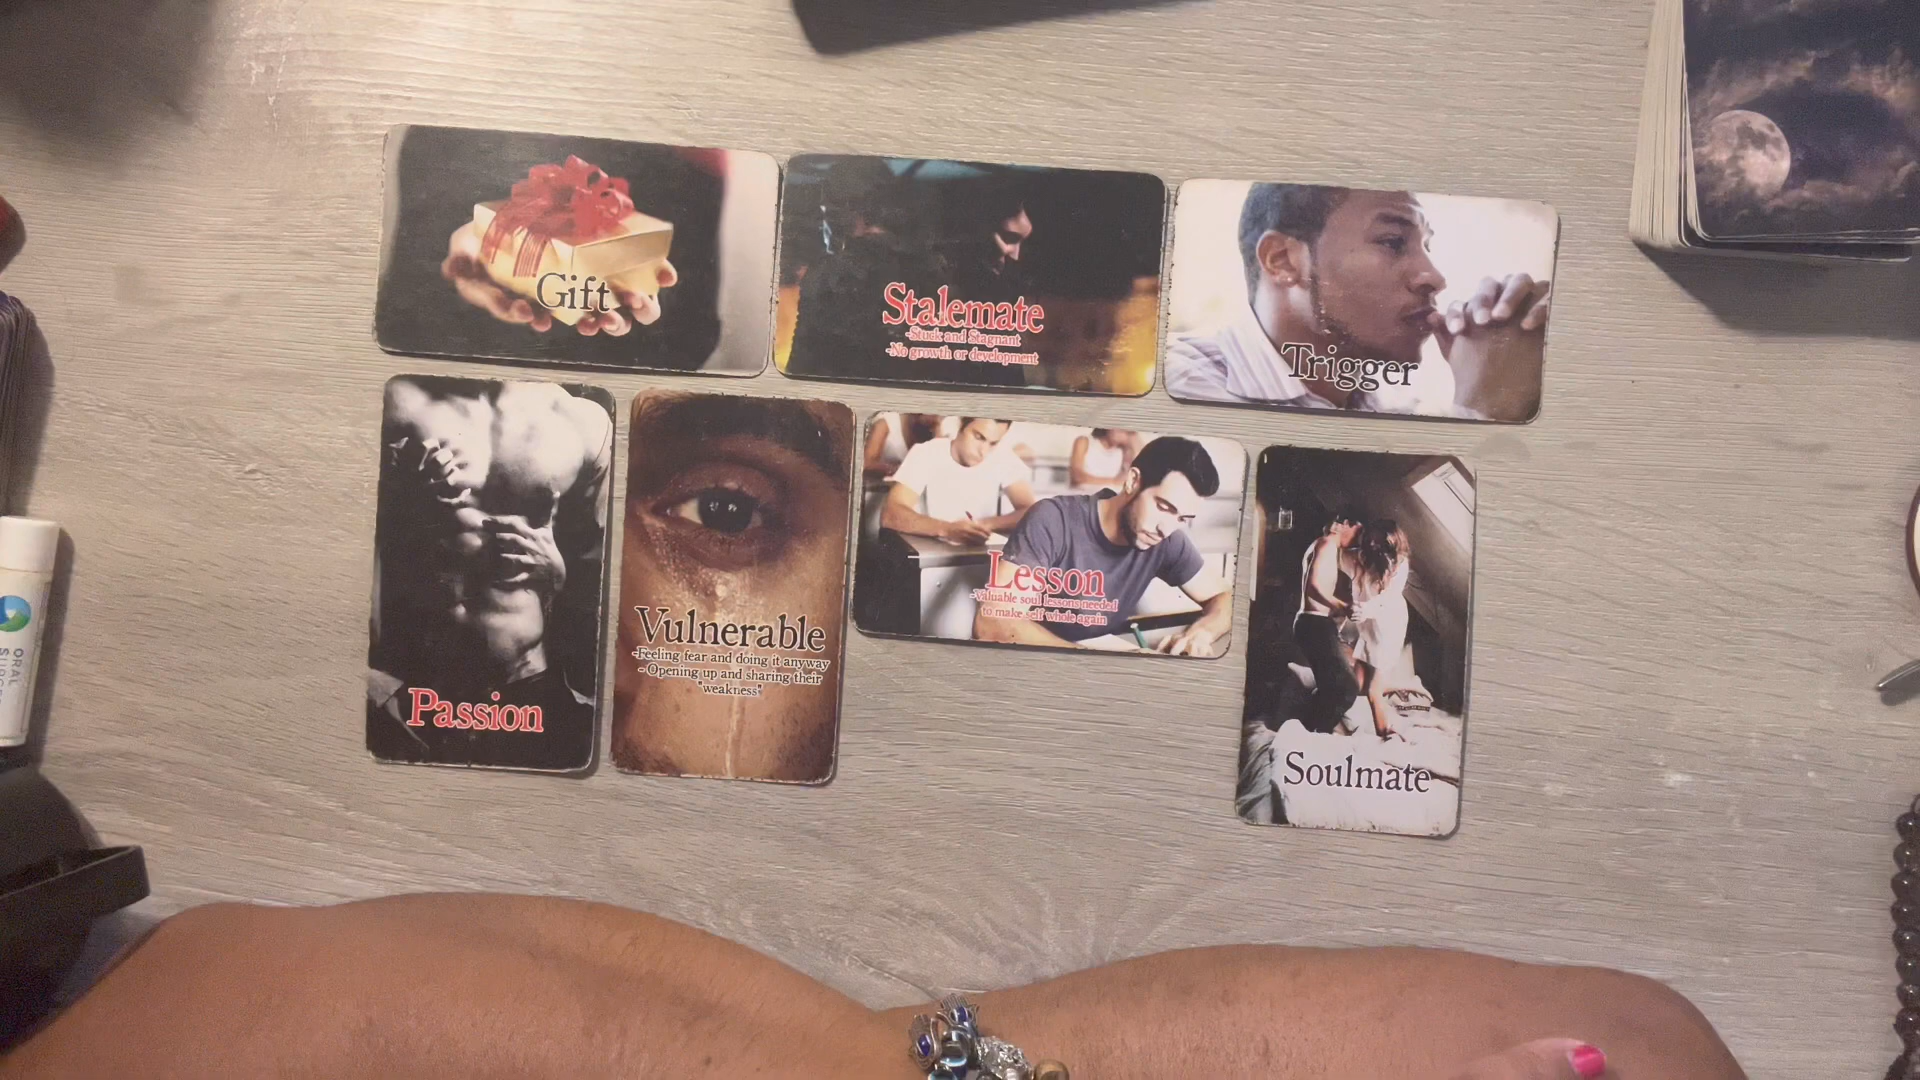 Gift
Stalemate
-Stuck and Stagnant
-No growth or development
Trigger
Passion
Vulnerable
-Feeling fear and doing it anyway
- Opening up and sharing their
"weakness"
Lesson
-Valuable soul lessons needed
to make self whole again
Soulmate
ORAL